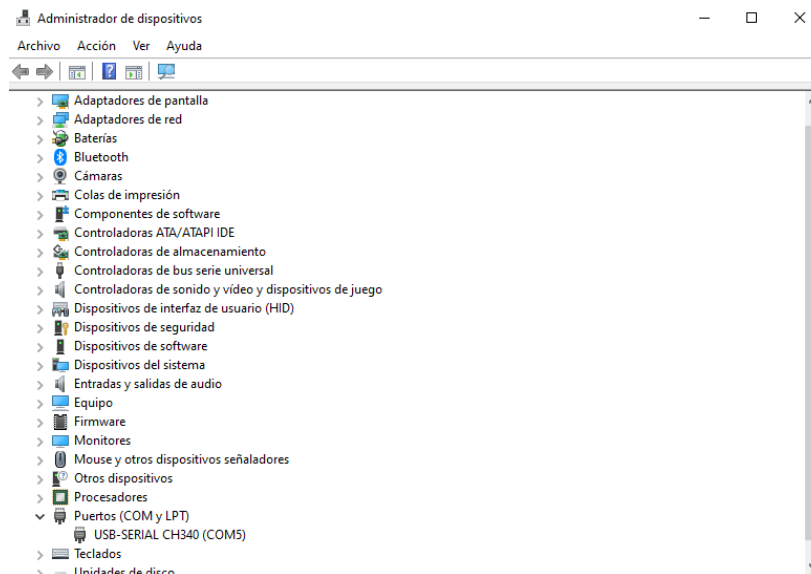 Administrador de dispositivos
Archivo Acción Ver Ayuda
Adaptadores de pantalla
Adaptadores de red
Baterías
Bluetooth
Cámaras
Colas de impresión
Componentes de software
Controladoras ATA/ATAPI IDE
Controladoras de almacenamiento
Controladoras de bus serie universal
Controladoras de sonido y vídeo y dispositivos de juego
Dispositivos de interfaz de usuario (HID)
Dispositivos de seguridad
Dispositivos de software
Dispositivos del sistema
Entradas y salidas de audio
Equipo
Firmware
Monitores
Mouse y otros dispositivos señaladores
Otros dispositivos
Procesadores
Puertos (COM y LPT)
USB-SERIAL CH340 (COM5)
Teclados
Unidades de disco